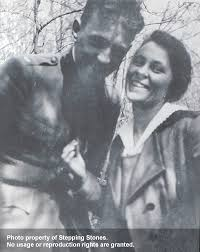 Photo property of Stepping Stones.
No usage or reproduction rights are granted.